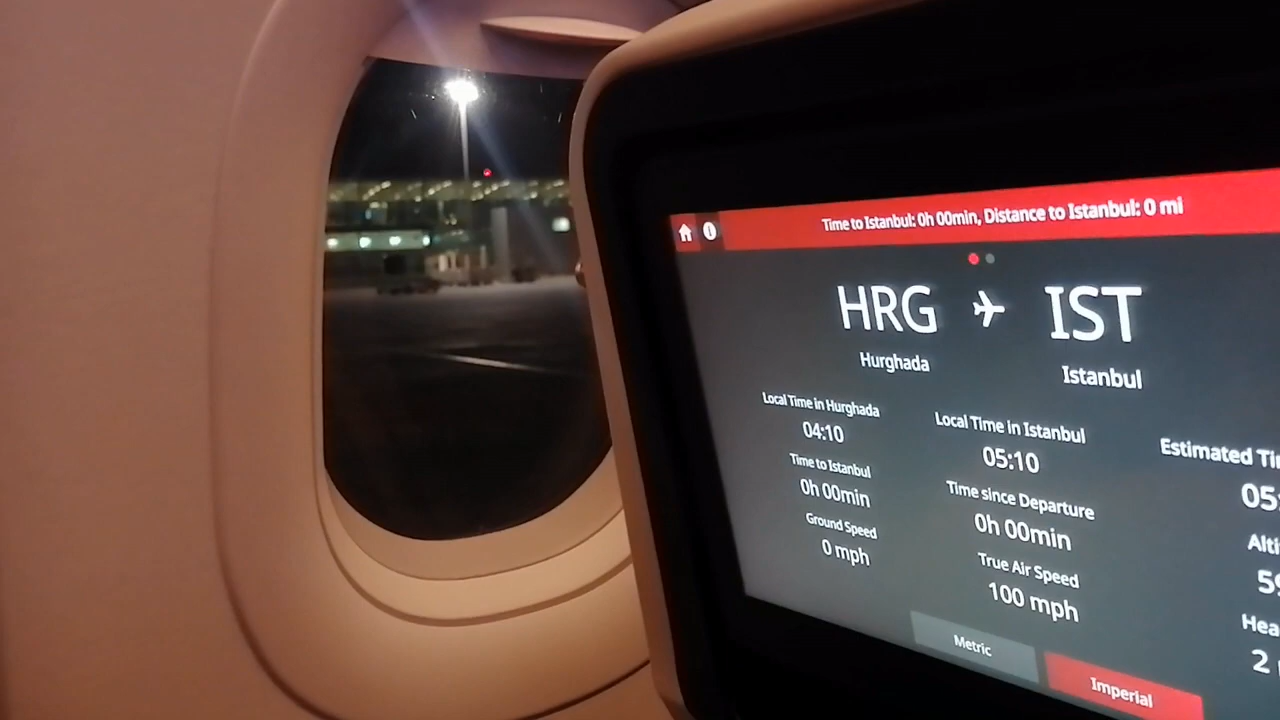 Time to Istanbul: 0h 00min, Distance to Istanbul: 0 mi
HRG IST
Hurghada Istanbul
Local Time in Hurghada
04:10
Time to Istanbul
0h 00min
Ground Speed
0 mph
Local Time in Istanbul
05:10
Time since Departure
0h 00min
True Air Speed
100 mph
Estimated
Metric
Imperial